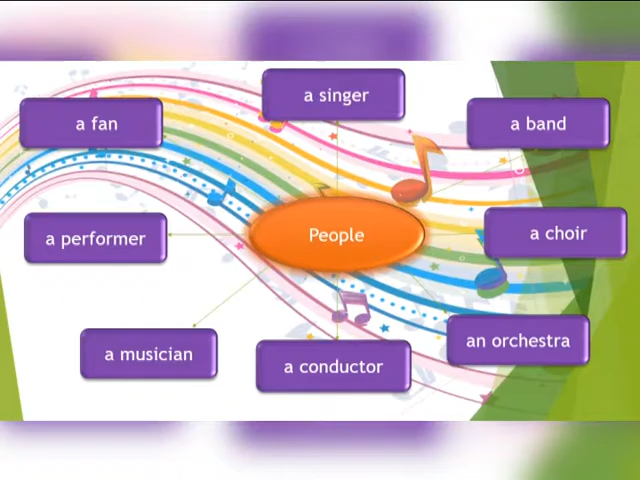 a singer
a fan
a band
People
a performer
a choir
an orchestra
a musician
a conductor